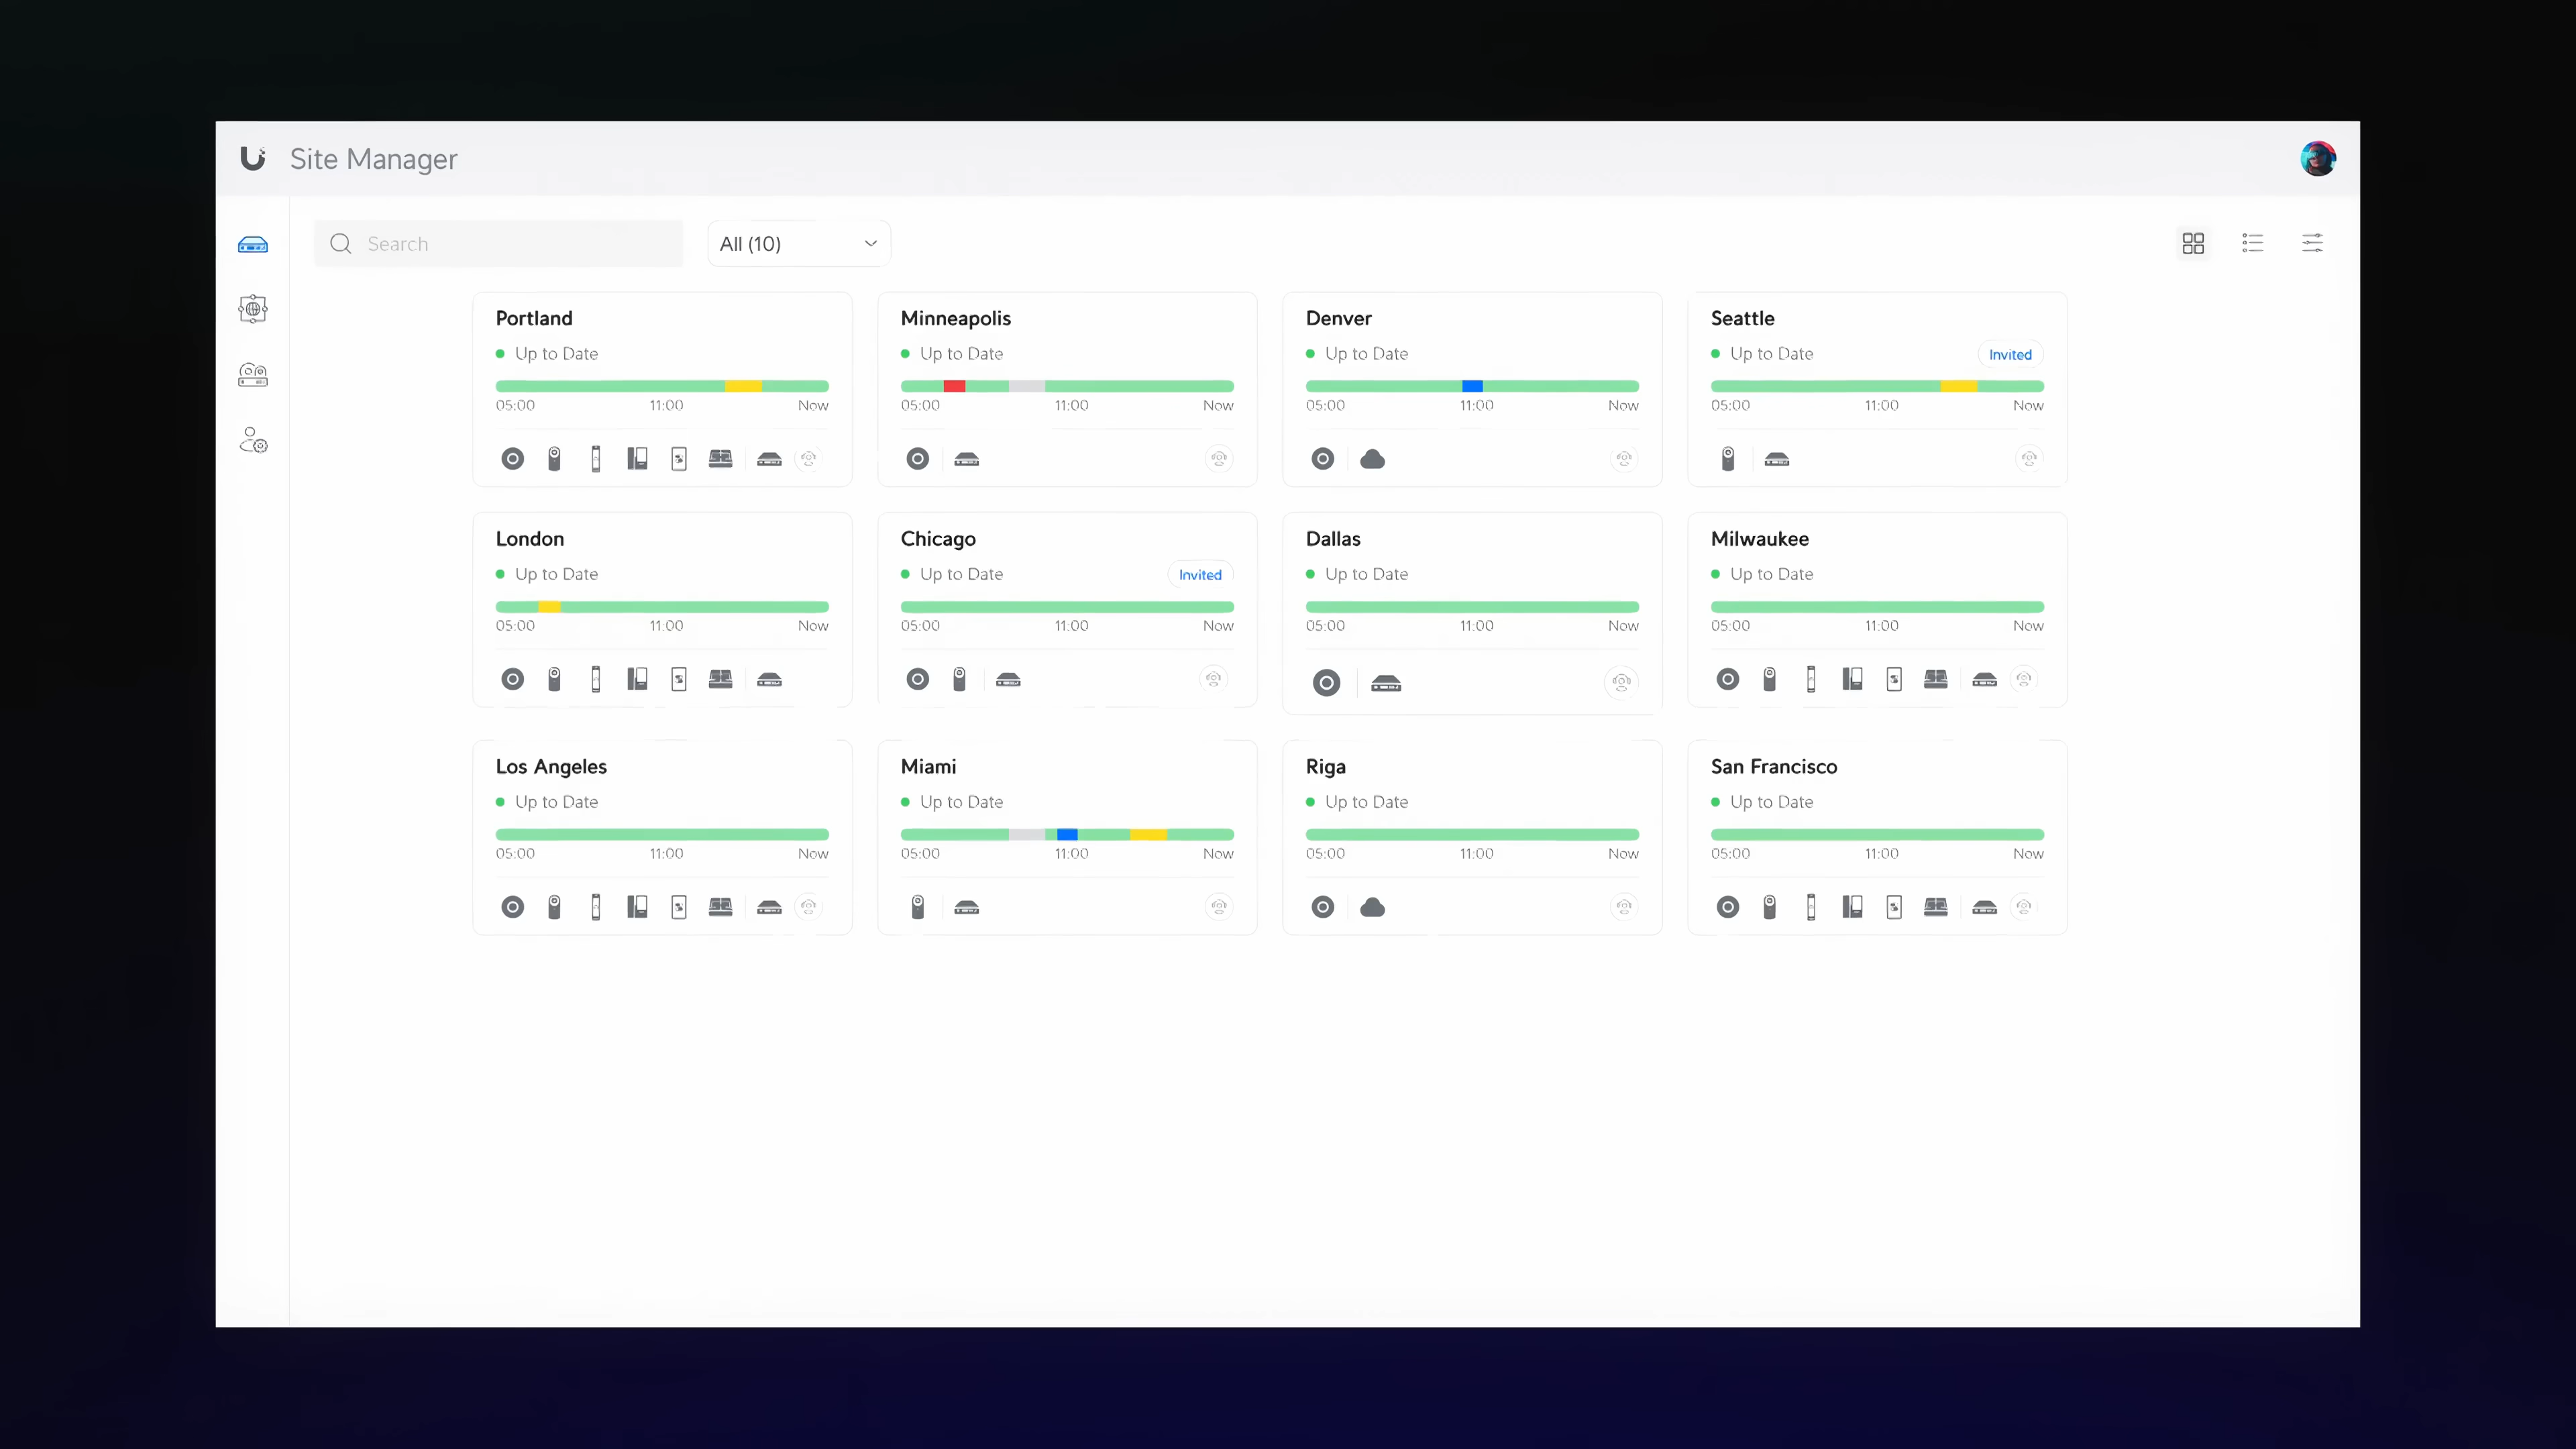 Site Manager
Search
All (10)
Portland
Up to Date
05:00 11:00 Now
Minneapolis
Up to Date
05:00 11:00 Now
Denver
Up to Date
05:00 11:00 Now
Seattle
Up to Date Invited
05:00 11:00 Now
London
Up to Date
05:00 11:00 Now
Chicago
Up to Date Invited
05:00 11:00 Now
Dallas
Up to Date
05:00 11:00 Now
Milwaukee
Up to Date
05:00 11:00 Now
Los Angeles
Up to Date
05:00 11:00 Now
Miami
Up to Date
05:00 11:00 Now
Riga
Up to Date
05:00 11:00 Now
San Francisco
Up to Date
05:00 11:00 Now